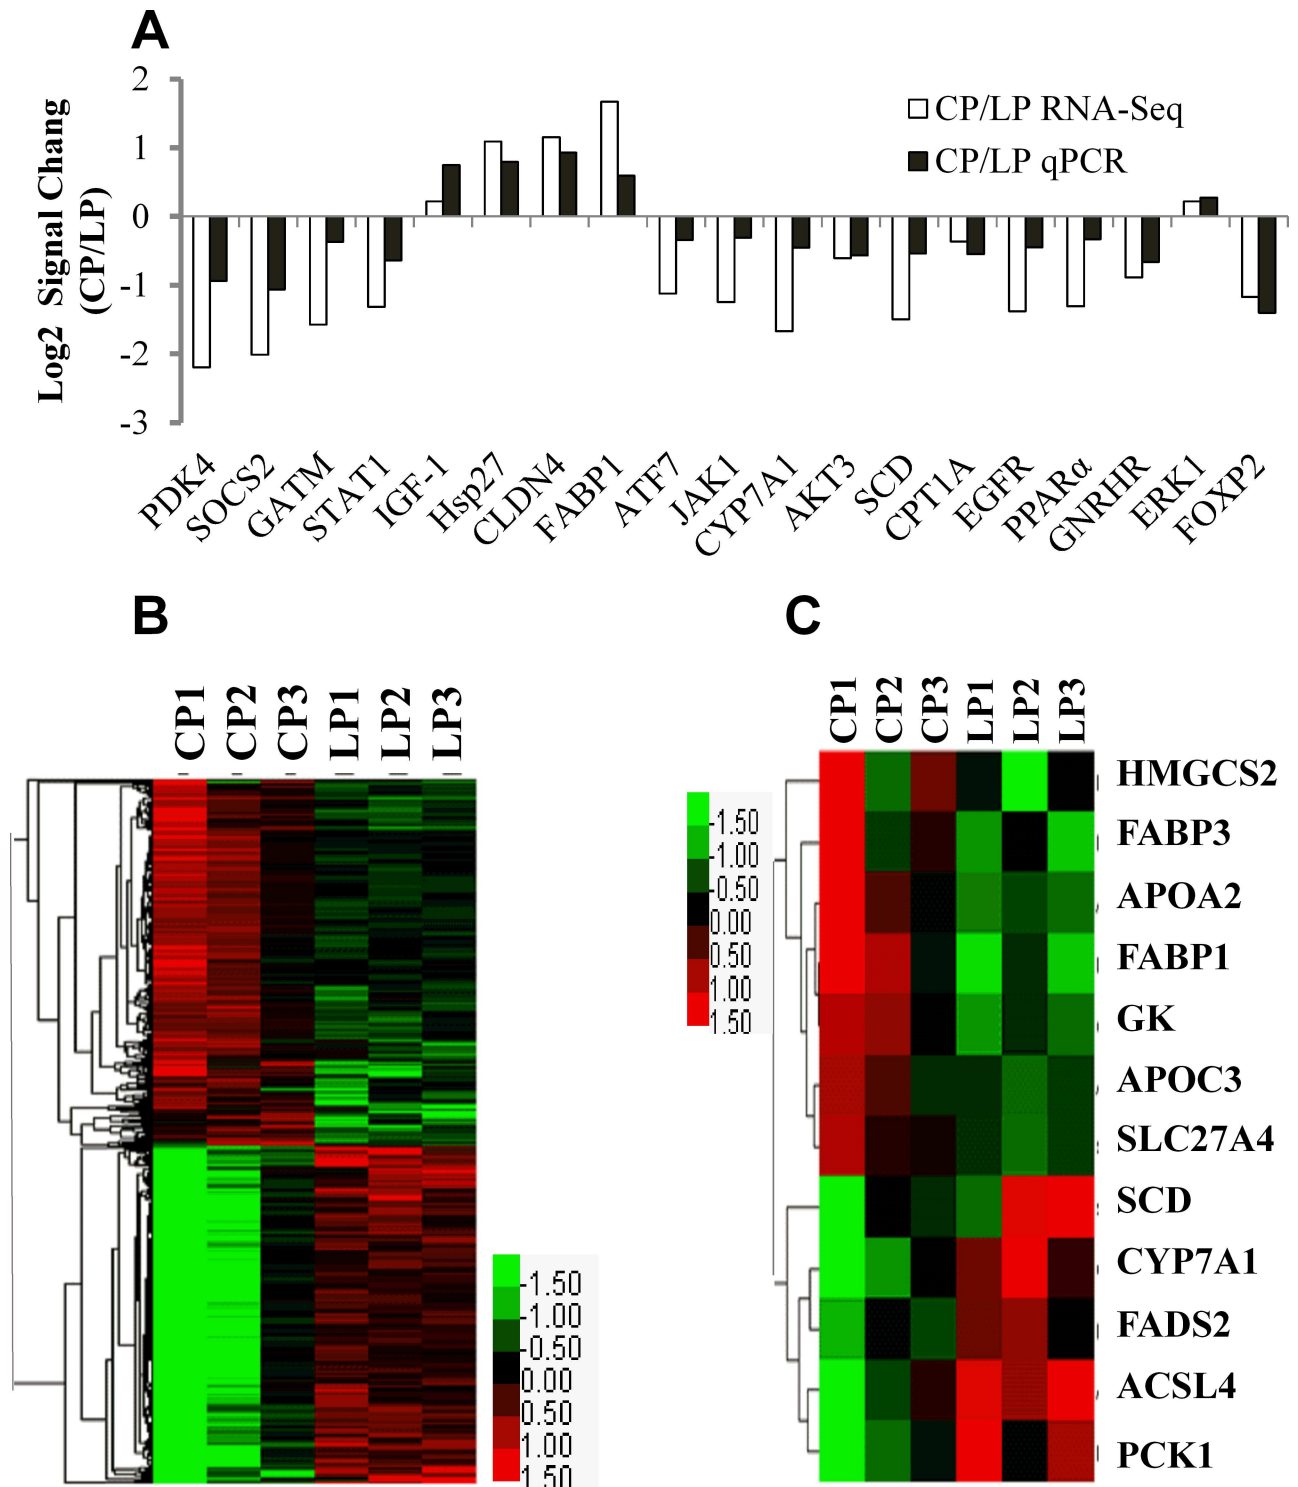 A
Log2 Signal Chang
(CP/LP)
2
1
0
-1
-2
-3
CP/LP RNA-Seq
CP/LP qPCR
PDK4
SOCS2
GATM
STAT1
IGF-1
Hsp27
CLDN4
FABP1
ATF7
JAK1
CYP7A1
AKT3
SCD
CPT1A
EGFR
PPARα
GNRHR
ERK1
FOXP2
B
CP1 CP2 CP3 LP1 LP2 LP3
-1.50
-1.00
-0.50
0.00
0.50
1.00
1.50
C
CP1 CP2 CP3 LP1 LP2 LP3
-1.50
-1.00
-0.50
0.00
0.50
1.00
1.50
HMGCS2
FABP3
APOA2
FABP1
GK
APOC3
SLC27A4
SCD
CYP7A1
FADS2
ACSL4
PCK1